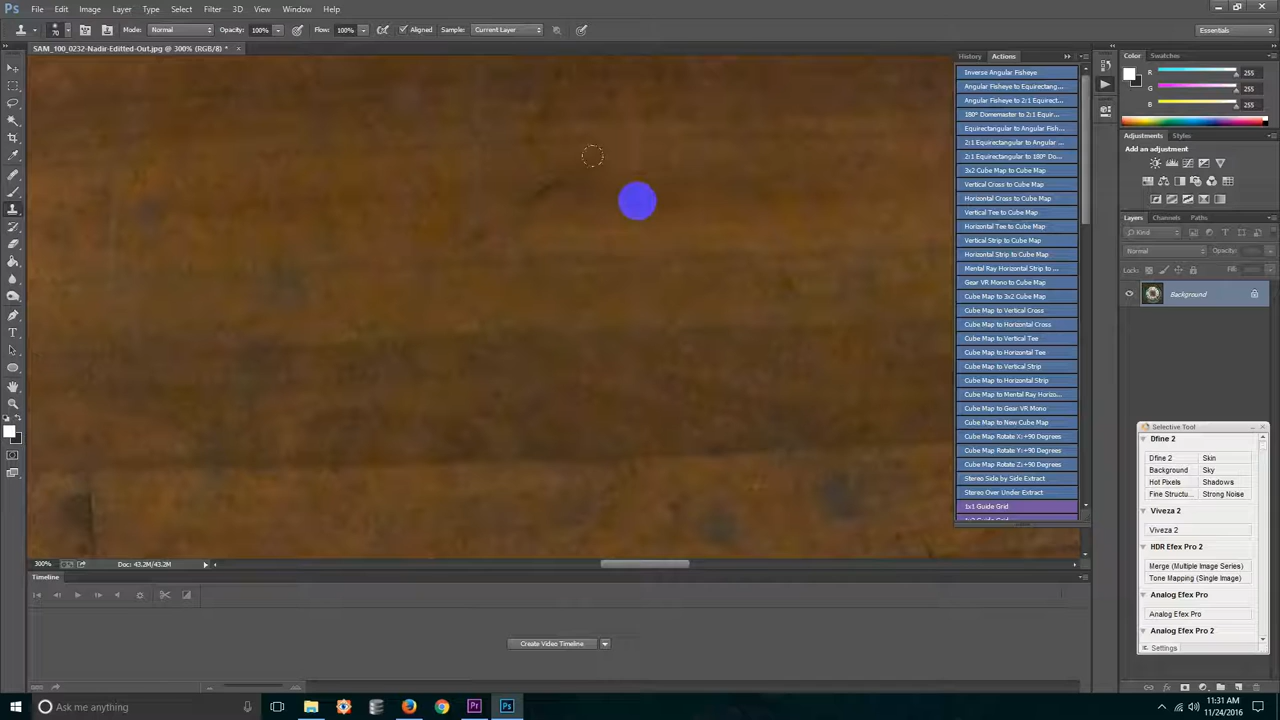 Ps File Edit Image Layer Type Select Filter 3D View Window Help
70 Mode: Normal Opacity: 100% Flow: 100% Aligned Sample: Current Layer Essentials
SAM_100_0232-Nadir-Editted-Out.jpg @ 300% (RGB/8) * ×
History Actions
Inverse Angular Fisheye
Angular Fisheye to Equirectang...
Angular Fisheye to 2:1 Equirect...
180° Domemaster to 2:1 Equir...
Equirectangular to Angular Fish...
2:1 Equirectangular to Angular ...
2:1 Equirectangular to 180° Do...
3x2 Cube Map to Cube Map
Vertical Cross to Cube Map
Horizontal Cross to Cube Map
Vertical Tee to Cube Map
Horizontal Tee to Cube Map
Vertical Strip to Cube Map
Horizontal Strip to Cube Map
Mental Ray Horizontal Strip to ...
Gear VR Mono to Cube Map
Cube Map to 3x2 Cube Map
Cube Map to Vertical Cross
Cube Map to Horizontal Cross
Cube Map to Vertical Tee
Cube Map to Horizontal Tee
Cube Map to Vertical Strip
Cube Map to Horizontal Strip
Cube Map to Mental Ray Horizo...
Cube Map to Gear VR Mono
Cube Map to New Cube Map
Cube Map Rotate X:+90 Degrees
Cube Map Rotate Y:+90 Degrees
Cube Map Rotate Z:+90 Degrees
Stereo Side by Side Extract
Stereo Over Under Extract
1x1 Guide Grid
Color Swatches
R 255
G 255
B 255
Adjustments Styles
Add an adjustment
Layers Channels Paths
Kind
Normal Opacity:
Locks Fill:
Background
Selective Tool
Dfine 2
Dfine 2 Skin
Background Sky
Hot Pixels Shadows
Fine Structu... Strong Noise
Viveza 2
Viveza 2
HDR Efex Pro 2
Merge (Multiple Image Series)
Tone Mapping (Single Image)
Analog Efex Pro
Analog Efex Pro
Analog Efex Pro 2
Settings
300% Doc: 43.2M/43.2M
Timeline
Create Video Timeline
Ask me anything
Pr Ps
11:31 AM
11/24/2016